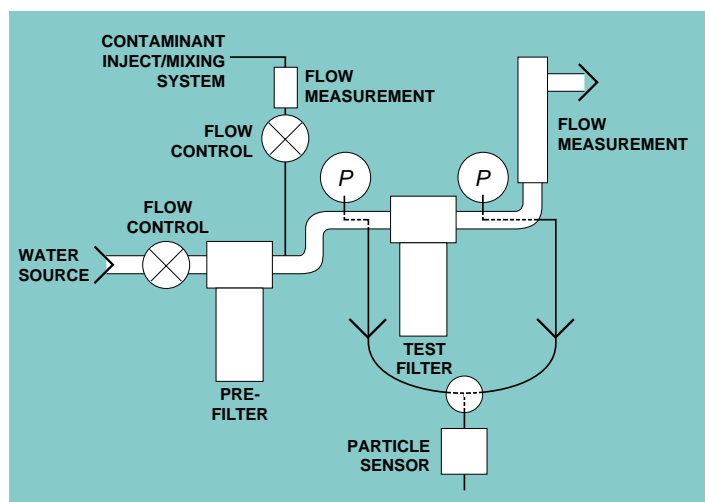 CONTAMINANT
INJECT/MIXING
SYSTEM
FLOW
MEASUREMENT
FLOW
CONTROL
P
P
FLOW
MEASUREMENT
FLOW
CONTROL
WATER
SOURCE
TEST
FILTER
PRE-
FILTER
PARTICLE
SENSOR